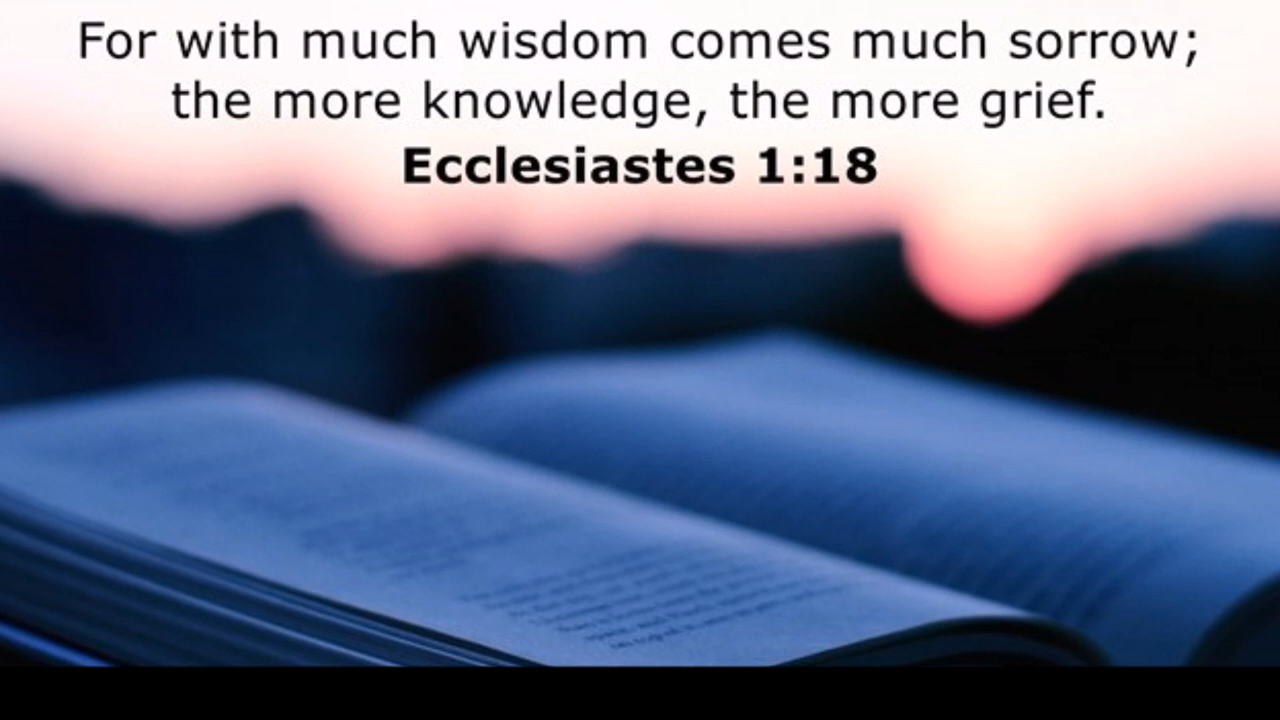 For with much wisdom comes much sorrow;
the more knowledge, the more grief.
Ecclesiastes 1:18